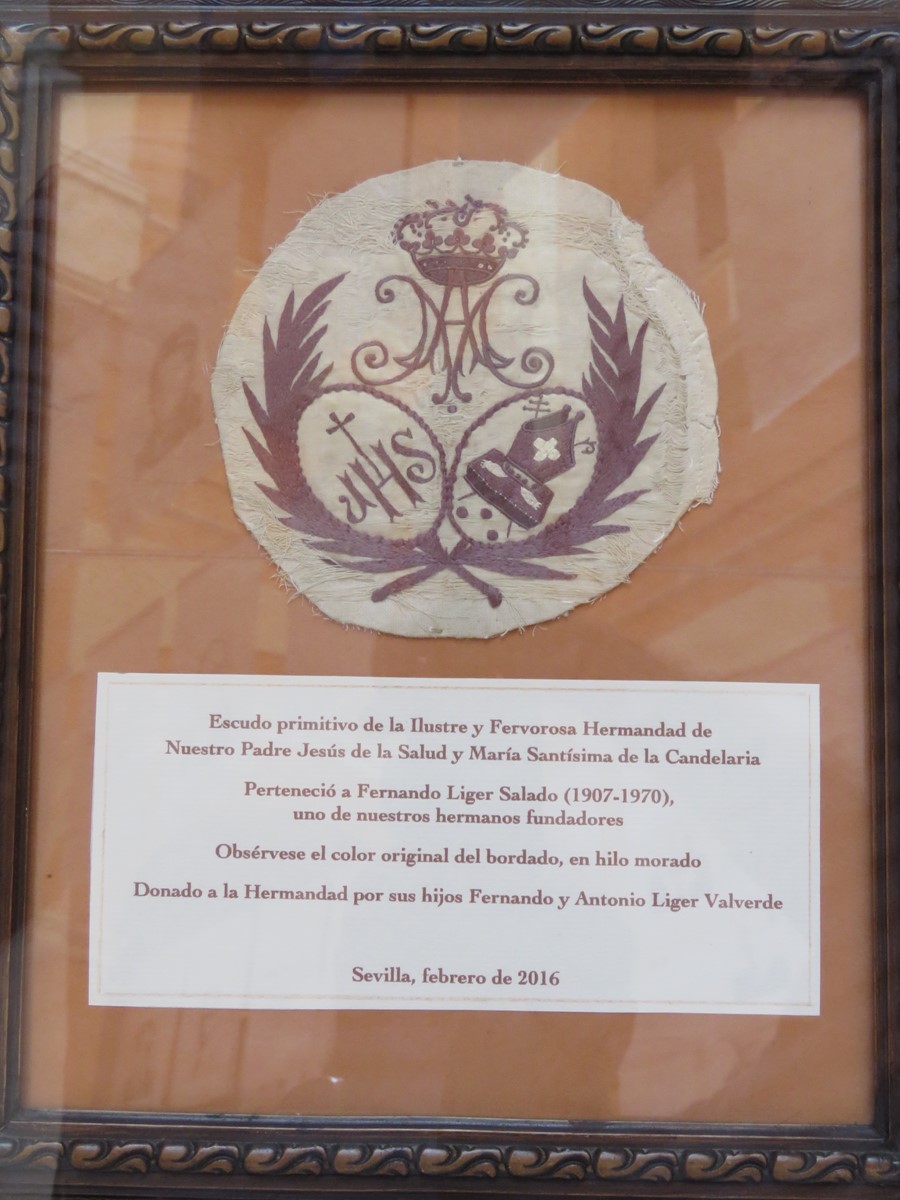 JHS
Escudo primitivo de la Ilustre y Fervorosa Hermandad de
Nuestro Padre Jesús de la Salud y María Santísima de la Candelaria
Perteneció a Fernando Liger Salado (1907-1970),
uno de nuestros hermanos fundadores
Obsérvese el color original del bordado, en hilo morado
Donado a la Hermandad por sus hijos Fernando y Antonio Liger Valverde
Sevilla, febrero de 2016